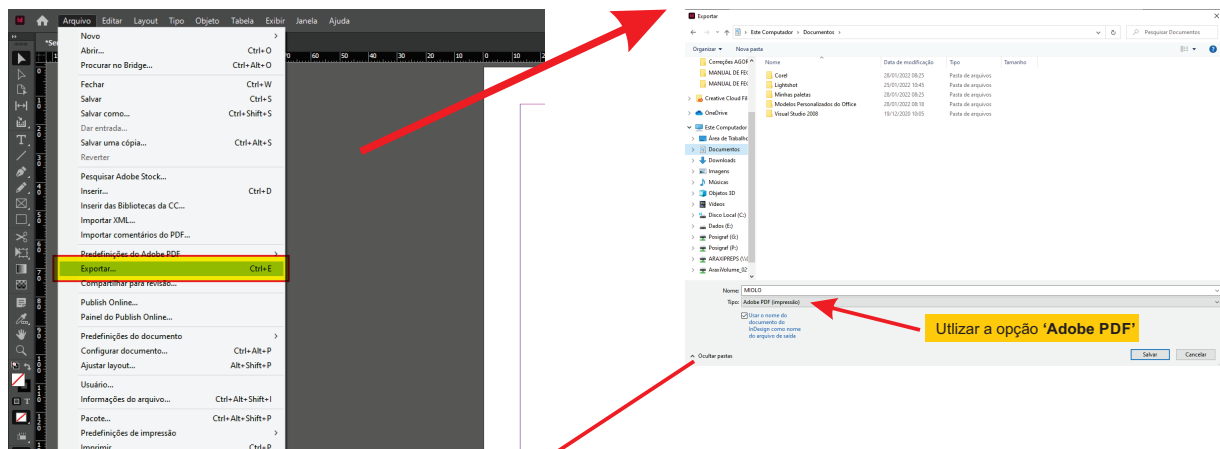 Arquivo Editar Layout Tipo Objeto Tabela Exibir Janela Ajuda
Novo
Abrir... Ctrl+O
Procurar no Bridge... Ctrl+Alt+O
Fechar Ctrl+W
Salvar Ctrl+S
Salvar como... Ctrl+Shift+S
Dar entrada...
Salvar uma cópia... Ctrl+Alt+S
Reverter
Pesquisar Adobe Stock...
Inserir... Ctrl+D
Inserir das Bibliotecas da CC...
Importar XML...
Importar comentários do PDF...
Predefinições do Adobe PDF
Exportar... Ctrl+E
Compartilhar para revisão...
Publish Online...
Painel do Publish Online...
Predefinições do documento
Configurar documento... Ctrl+Alt+P
Ajustar layout... Alt+Shift+P
Usuário...
Informações do arquivo... Ctrl+Alt+Shift+I
Pacote... Ctrl+Alt+Shift+P
Predefinições de impressão
Imprimir Ctrl+P
Exportar
Este Computador > Documentos >
Pesquisar Documentos
Organizar Nova pasta
Nome Data de modificação Tipo Tamanho
Corel 28/01/2022 08:25 Pasta de arquivos
Lightshot 25/01/2022 10:45 Pasta de arquivos
Minhas paletas 28/01/2022 08:25 Pasta de arquivos
Modelos Personalizados do Office 28/01/2022 08:18 Pasta de arquivos
Visual Studio 2008 19/12/2020 10:05 Pasta de arquivos
Correções AGOF
MANUAL DE FEC
MANUAL DE FEC
Creative Cloud Fil
OneDrive
Este Computador
Área de Trabalho
Documentos
Downloads
Imagens
Músicas
Objetos 3D
Vídeos
Disco Local (C:)
Dados (E:)
Posigraf (G:)
Posigraf (P:)
Nome: MIOLO
Tipo: Adobe PDF (impressão)
Usar o nome do
documento do
InDesign como nome
do arquivo de saída
Utlizar a opção ‘Adobe PDF’
Ocultar pastas
Salvar Cancelar